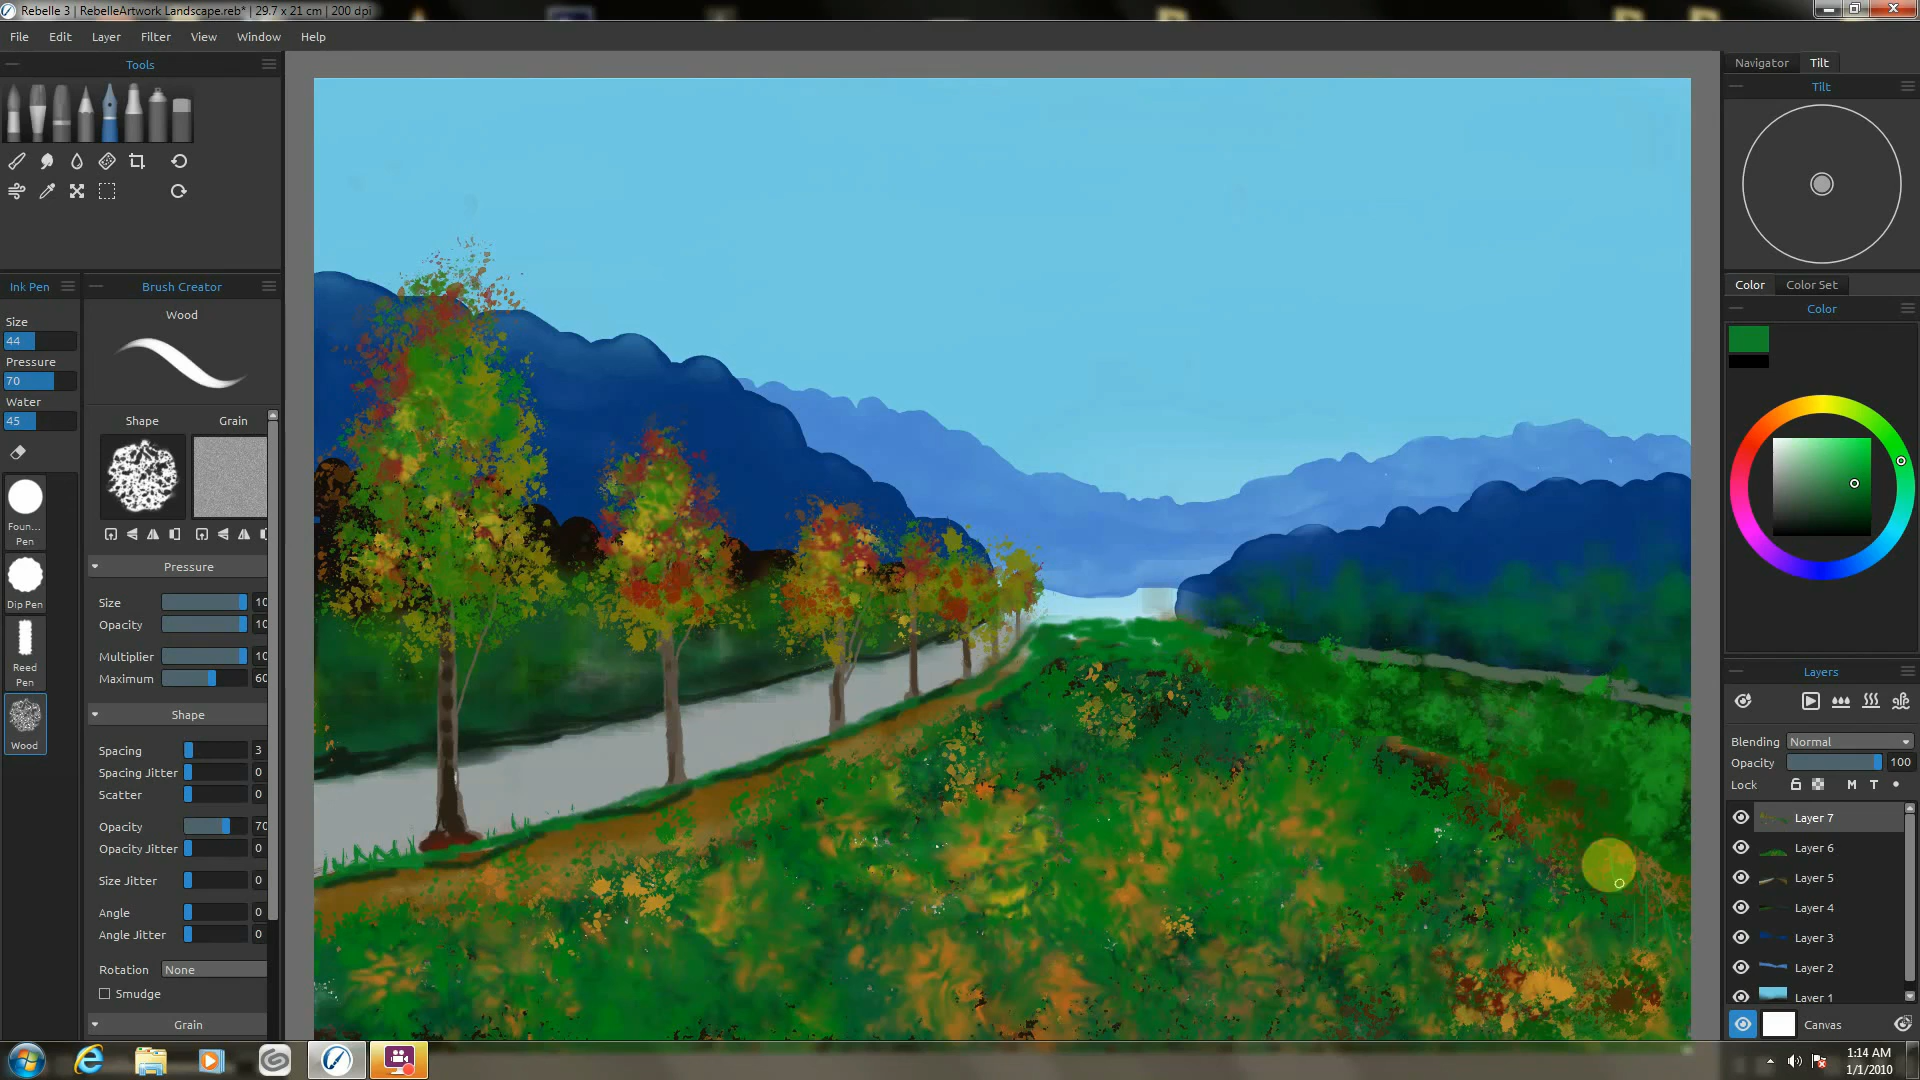 Rebelle 3 | RebelleArtwork Landscape.reb* | 29.7 x 21 cm | 200 dpi
File Edit Layer Filter View Window Help
Tools
Navigator Tilt
Tilt
Ink Pen
Brush Creator
Color Color Set
Color
Wood
Size
44
Pressure
70
Water
45
Shape Grain
Foun...
Pen
Dip Pen
Reed
Pen
Wood
Pressure
Size 10
Opacity 10
Multiplier 10
Maximum 60
Shape
Spacing 3
Spacing Jitter 0
Scatter 0
Opacity 70
Opacity Jitter 0
Size Jitter 0
Angle 0
Angle Jitter 0
Rotation None
Smudge
Grain
Layers
Blending Normal
Opacity 100
Lock M T
Layer 7
Layer 6
Layer 5
Layer 4
Layer 3
Layer 2
Layer 1
Canvas
1:14 AM
1/1/2010